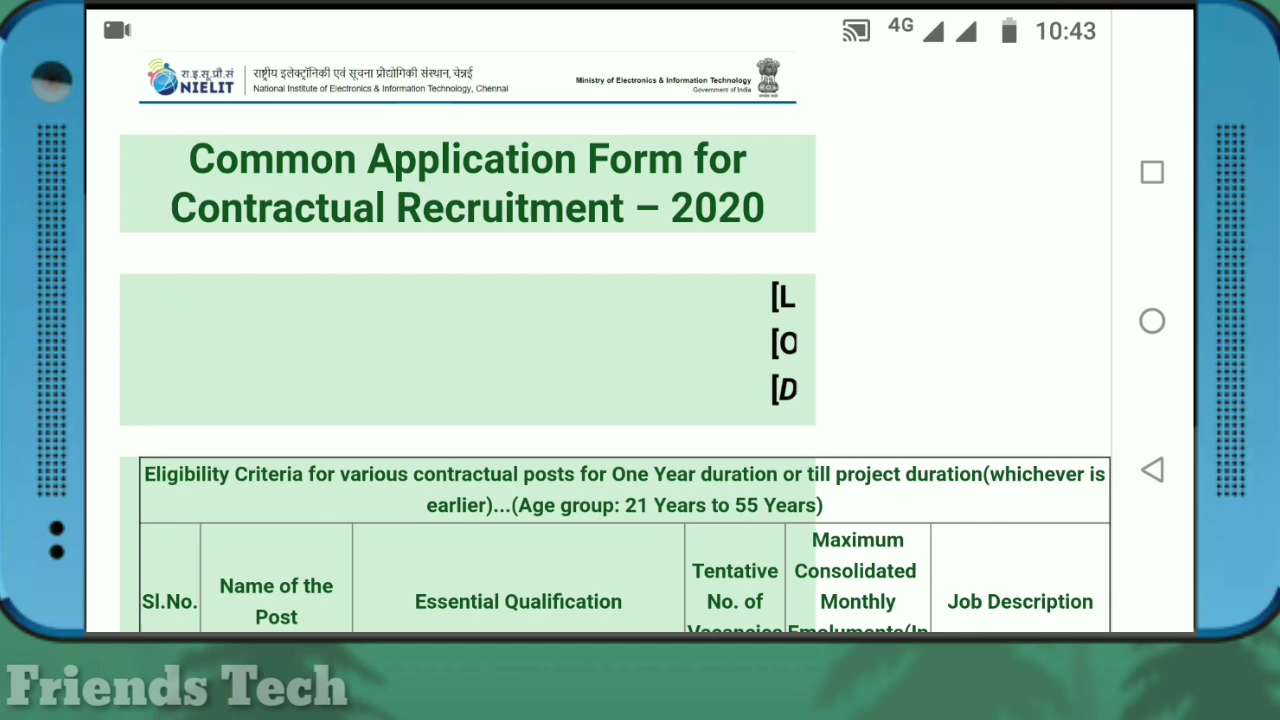 4G 10:43
रा.इ.सू.प्रौ.सं
NIELIT
राष्ट्रीय इलेक्ट्रॉनिकी एवं सूचना प्रौद्योगिकी संस्थान, चेन्नई
National Institute of Electronics & Information Technology, Chennai
Ministry of Electronics & Information Technology
Government of India
Common Application Form for
Contractual Recruitment – 2020
[L
[O
[D
Eligibility Criteria for various contractual posts for One Year duration or till project duration(whichever is
earlier)...(Age group: 21 Years to 55 Years)
Sl.No.
Name of the
Post
Essential Qualification
Tentative
No. of
Vacancies
Maximum
Consolidated
Monthly
Emoluments(In
Job Description
Friends Tech